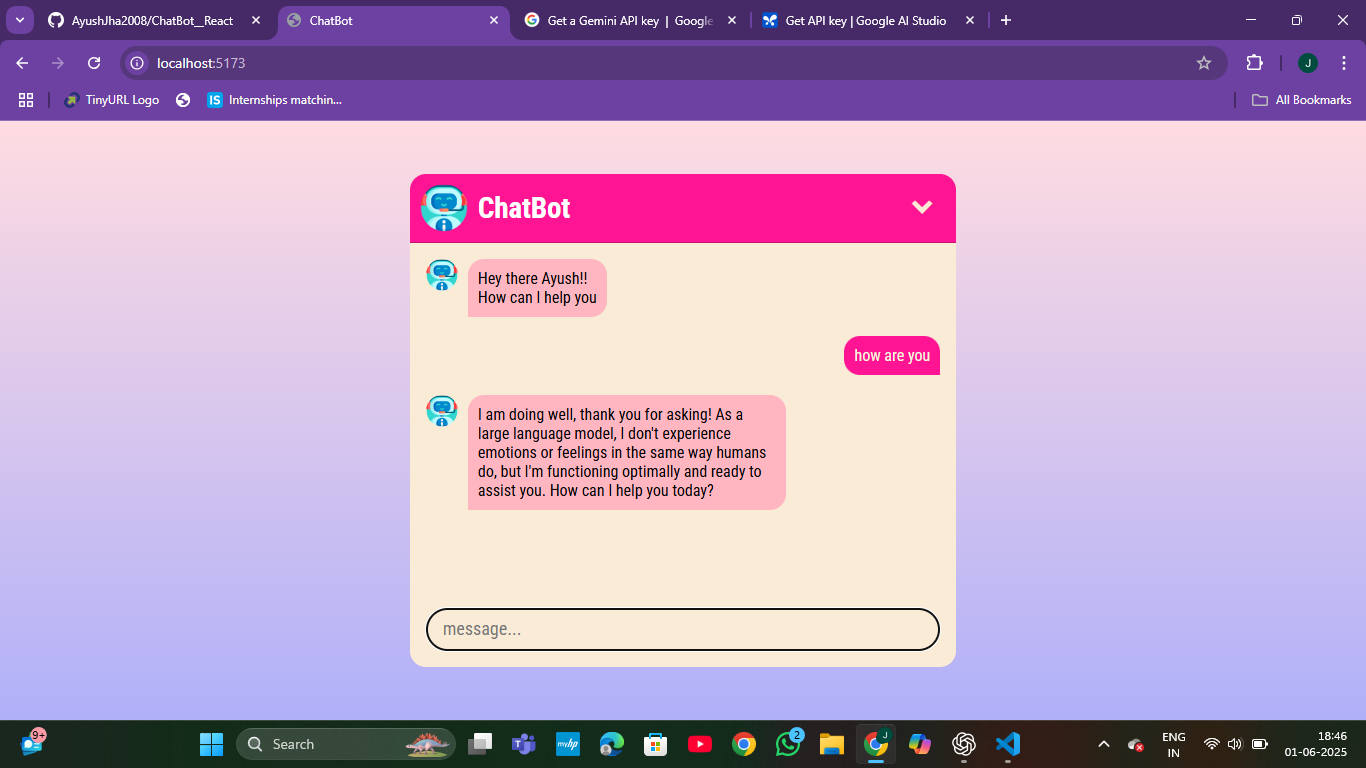 AyushJha2008/ChatBot_React
ChatBot
Get a Gemini API key | Google
Get API key | Google AI Studio
localhost:5173
J
TinyURL Logo
IS
Internships matchin...
All Bookmarks
ChatBot
Hey there Ayush!!
How can I help you
how are you
I am doing well, thank you for asking! As a
large language model, I don't experience
emotions or feelings in the same way humans
do, but I'm functioning optimally and ready to
assist you. How can I help you today?
message...
9+
Search
myhp
2
J
ENG
IN
18:46
01-06-2025